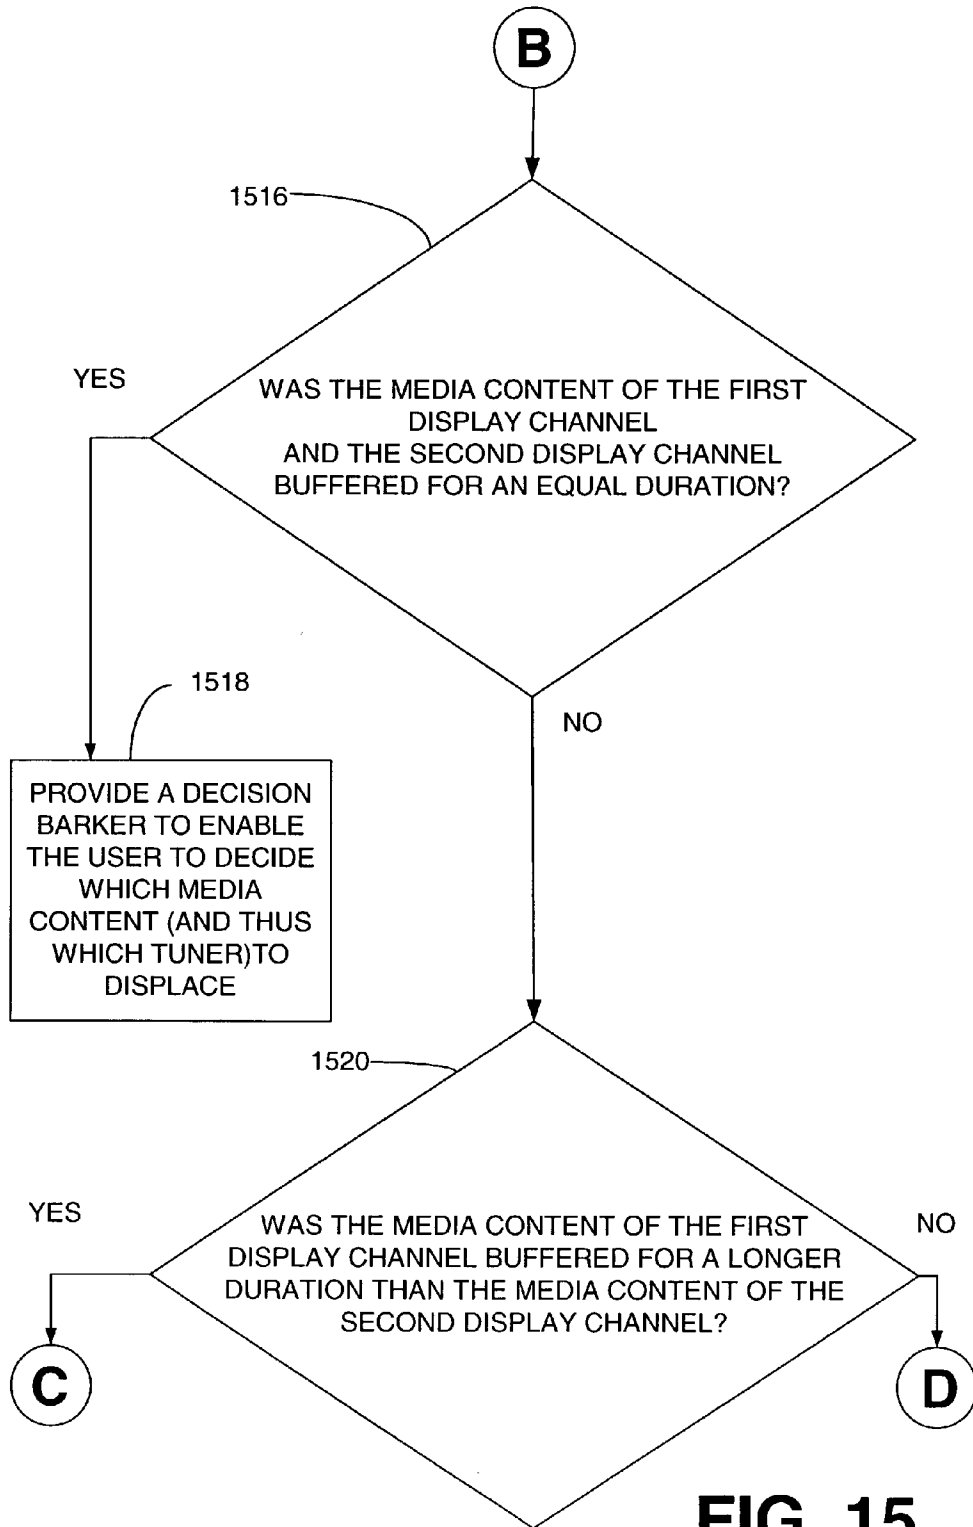 B
1516
YES
WAS THE MEDIA CONTENT OF THE FIRST
DISPLAY CHANNEL
AND THE SECOND DISPLAY CHANNEL
BUFFERED FOR AN EQUAL DURATION?
1518
NO
PROVIDE A DECISION
BARKER TO ENABLE
THE USER TO DECIDE
WHICH MEDIA
CONTENT (AND THUS
WHICH TUNER)TO
DISPLACE
1520
YES
NO
WAS THE MEDIA CONTENT OF THE FIRST
DISPLAY CHANNEL BUFFERED FOR A LONGER
DURATION THAN THE MEDIA CONTENT OF THE
SECOND DISPLAY CHANNEL?
C
D
FIG. 15